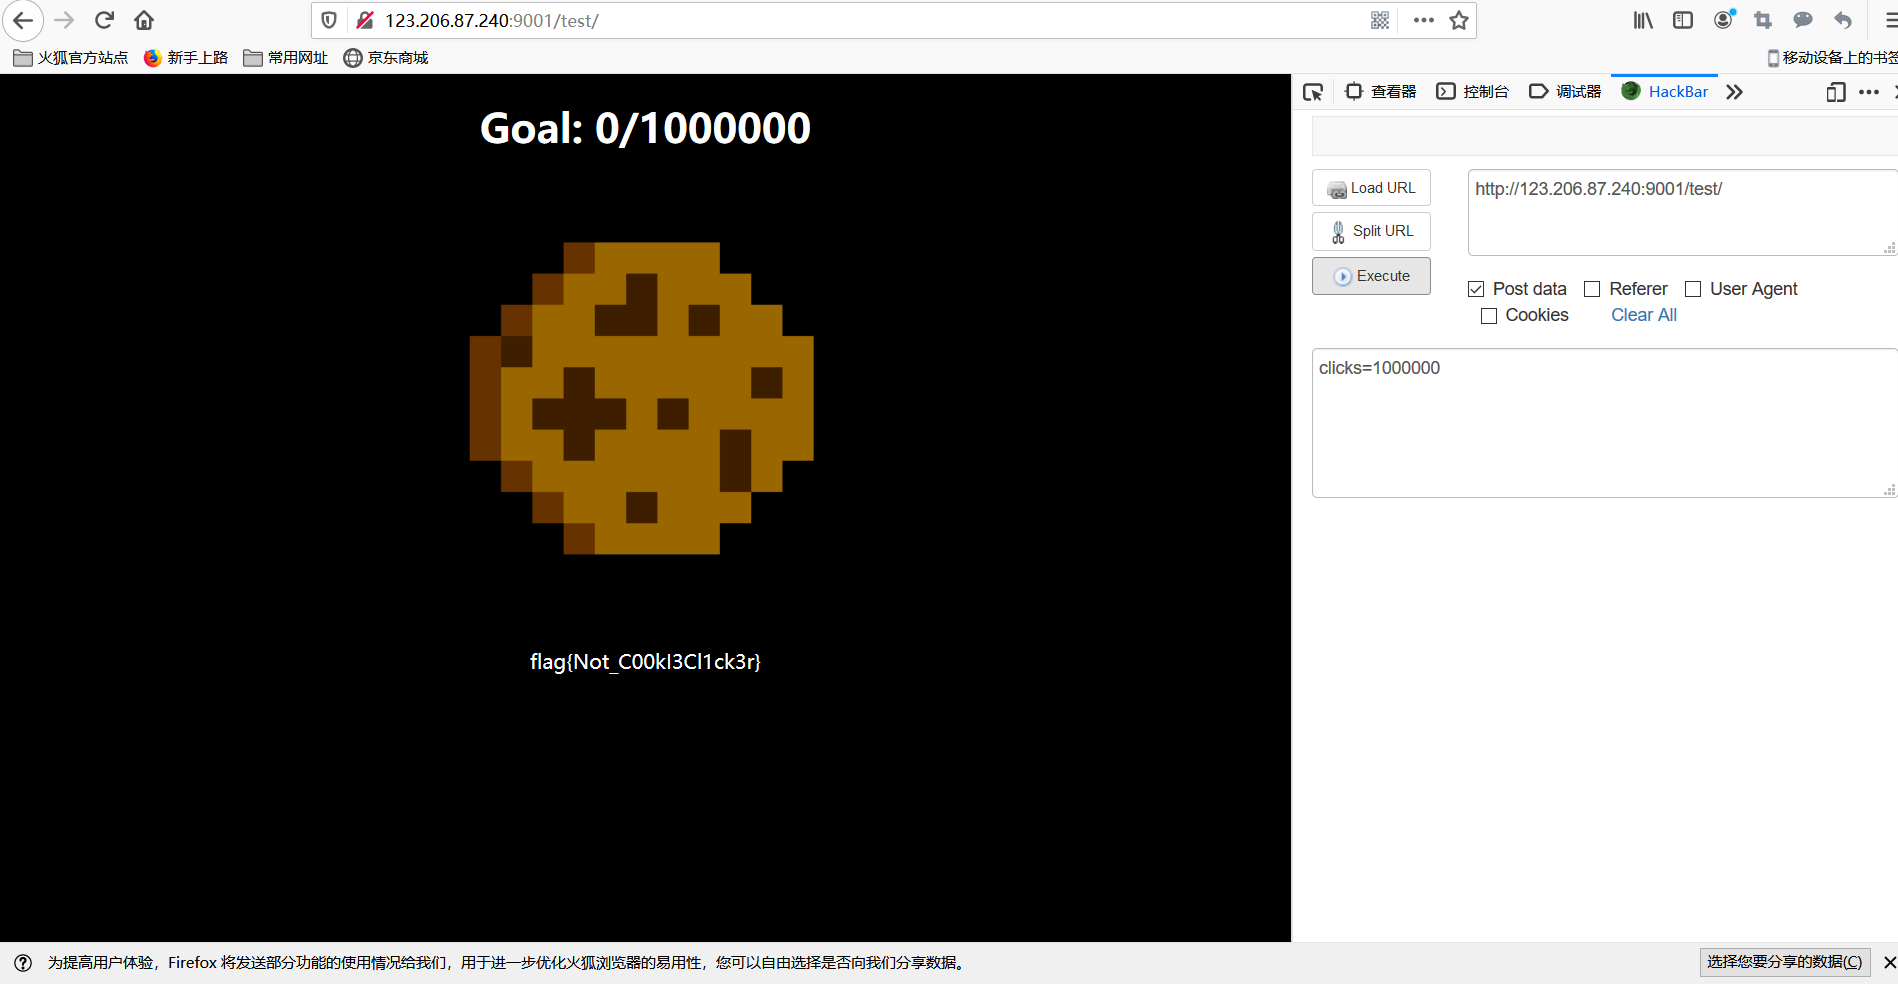 123.206.87.240:9001/test/
火狐官方站点 新手上路 常用网址 京东商城 移动设备上的书签
Goal: 0/1000000
flag{Not_C00kI3Cl1ck3r}
查看器 控制台 调试器 HackBar
Load URL
http://123.206.87.240:9001/test/
Split URL
Execute
Post data Referer User Agent
Cookies Clear All
clicks=1000000
为提高用户体验，Firefox 将发送部分功能的使用情况给我们，用于进一步优化火狐浏览器的易用性，您可以自由选择是否向我们分享数据。 选择您要分享的数据(C)